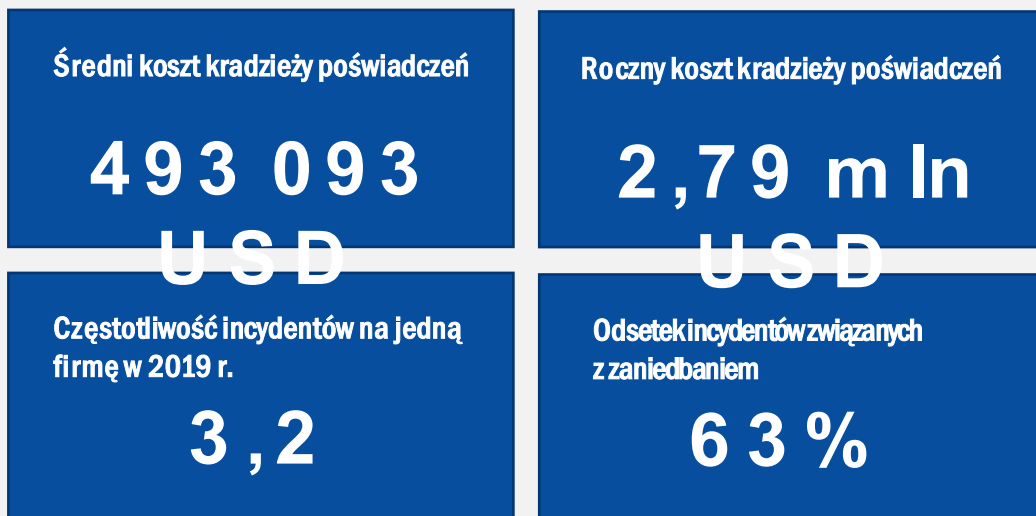 Średni koszt kradzieży poświadczeń
493 093
USD
Roczny koszt kradzieży poświadczeń
2,79 mln
USD
Częstotliwość incydentów na jedną
firmę w 2019 r.
3,2
Odsetek incydentów związanych
z zaniedbaniem
63%